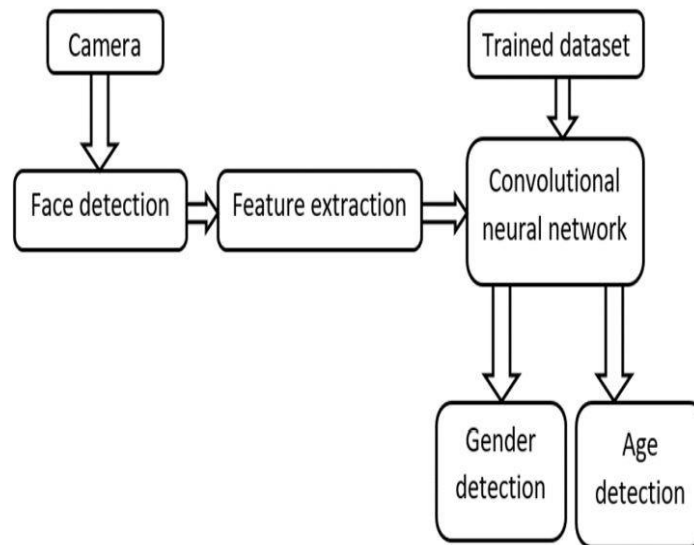 Camera
Trained dataset
Face detection
Feature extraction
Convolutional
neural network
Gender
detection
Age
detection